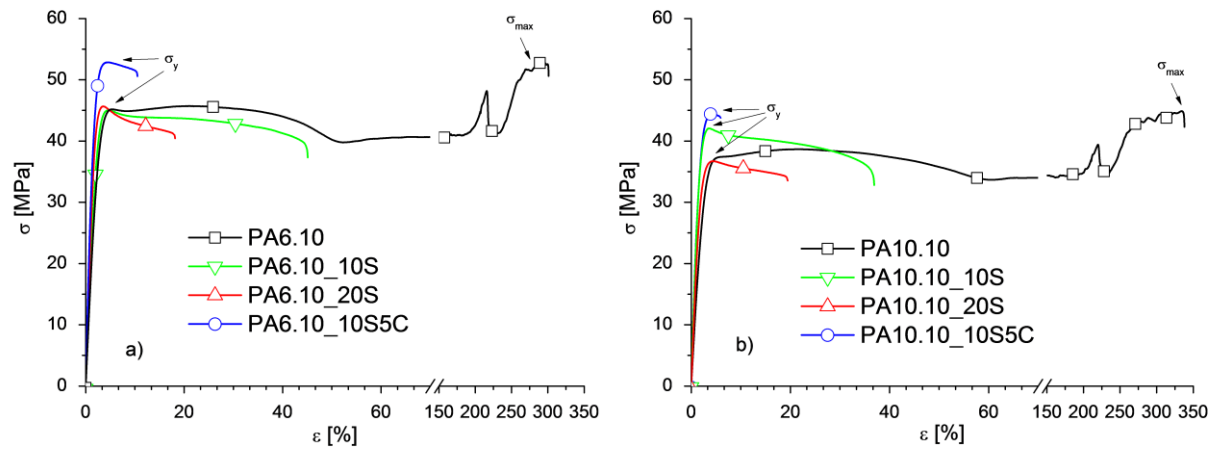 σmax
60
σy
50
40
σ [MPa]
30
PA6.10
PA6.10_10S
20
PA6.10_20S
PA6.10_10S5C
10
a)
0
0 20 40 60 150 200 250 300 350
ε [%]
60
σmax
50
σy
40
σ [MPa]
30
PA10.10
PA10.10_10S
20
PA10.10_20S
PA10.10_10S5C
10
b)
0
0 20 40 60 150 200 250 300 350 400
ε [%]